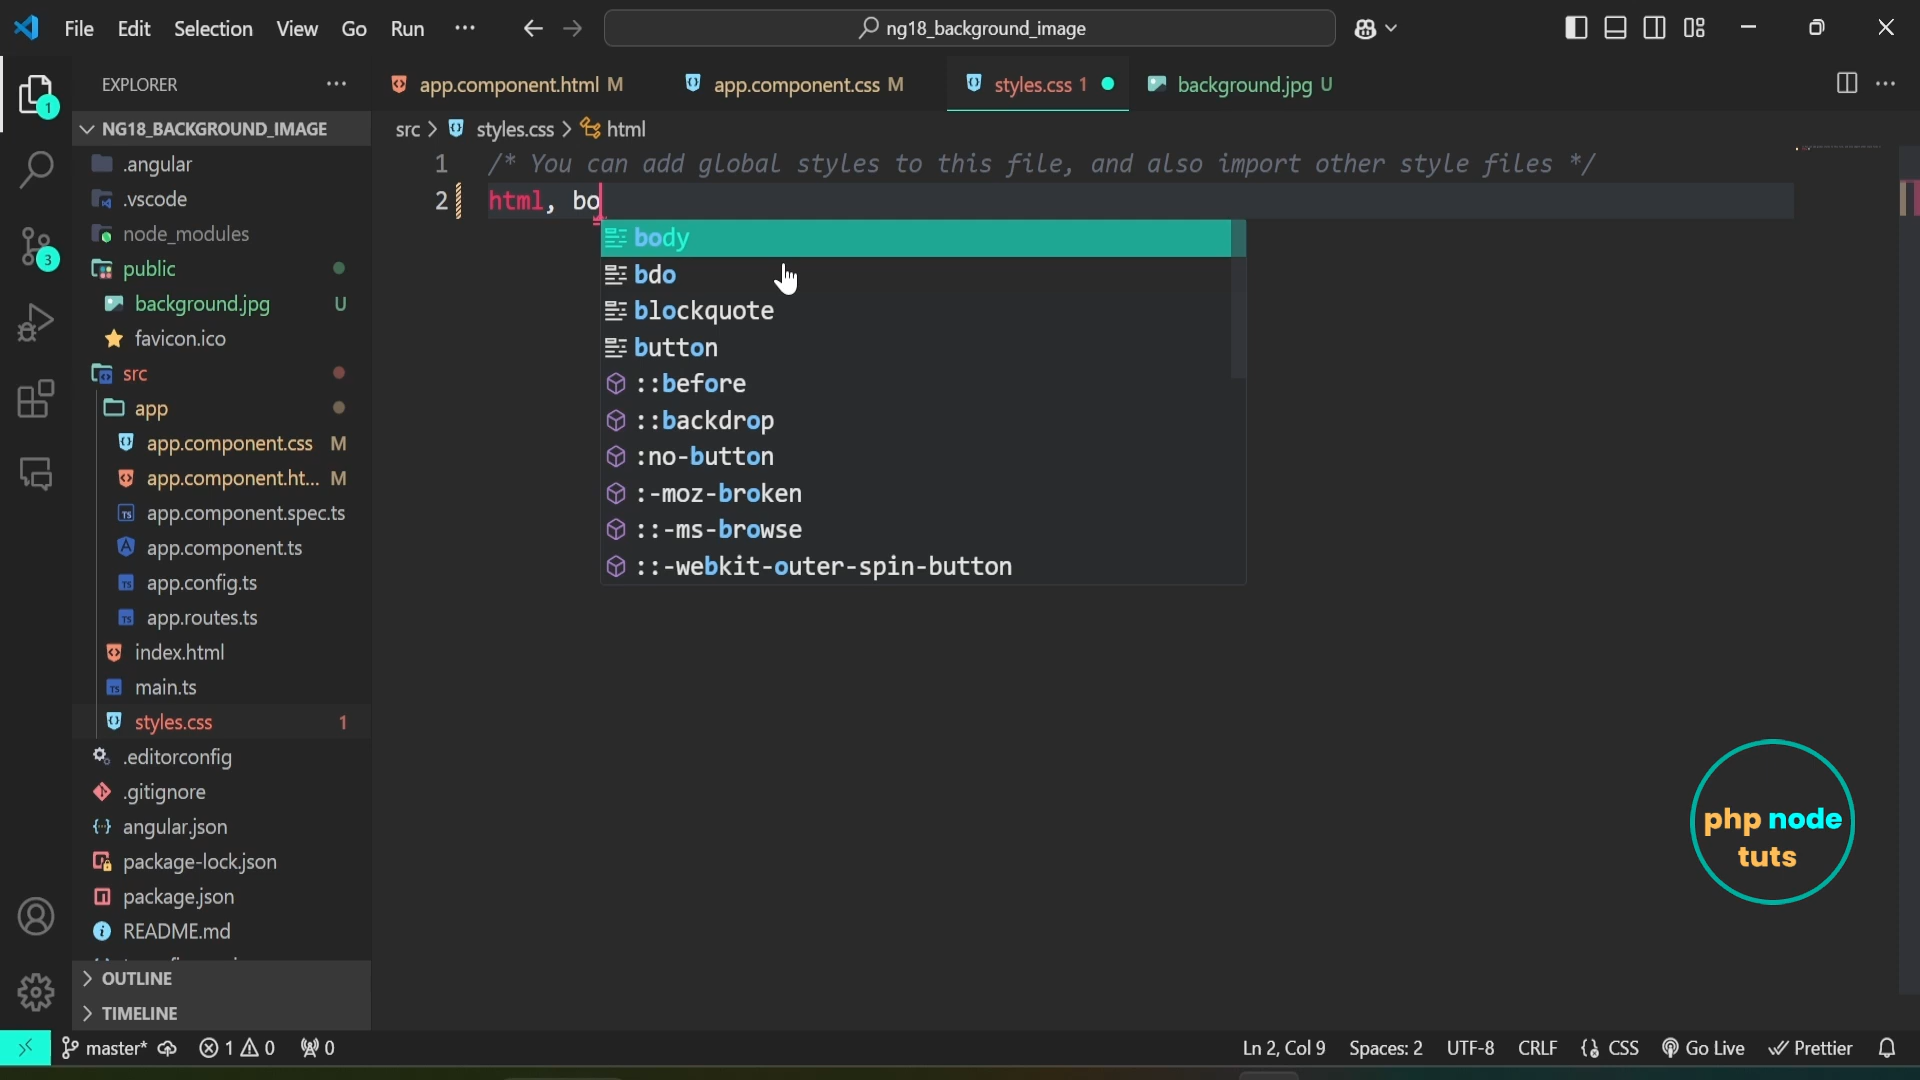 File Edit Selection View Go Run ···
ng18_background_image
EXPLORER ···
app.component.html M
app.component.css M
styles.css 1
background.jpg U
NG18_BACKGROUND_IMAGE
src > styles.css > html
.angular
.vscode
node_modules
public
background.jpg U
favicon.ico
src
app
app.component.css M
app.component.ht... M
app.component.spec.ts
app.component.ts
app.config.ts
app.routes.ts
index.html
main.ts
styles.css 1
.editorconfig
.gitignore
angular.json
package-lock.json
package.json
README.md
OUTLINE
TIMELINE
1
3
1 /* You can add global styles to this file, and also import other style files */
2 html, bo
body
bdo
blockquote
button
::before
::backdrop
:no-button
:-moz-broken
::-ms-browse
::-webkit-outer-spin-button
php node
tuts
master* 1 0 0
Ln 2, Col 9 Spaces: 2 UTF-8 CRLF CSS Go Live Prettier